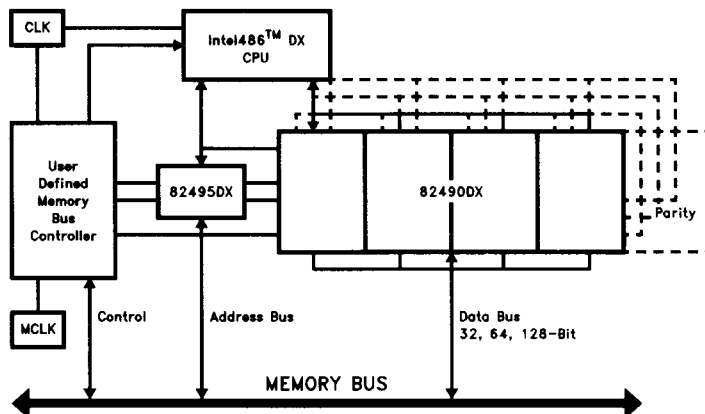 CLK
Intel486™ DX
CPU
User
Defined
Memory
Bus
Controller
82495DX
82490DX
Parity
MCLK
Control
Address Bus
Data Bus
32, 64, 128-Bit
MEMORY BUS